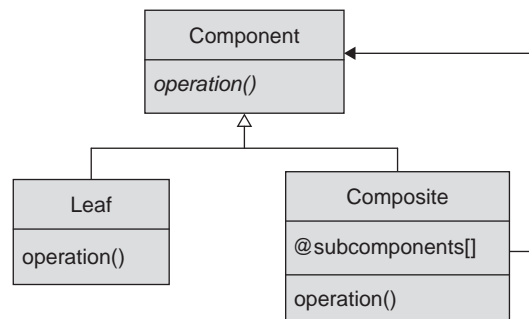 Component
operation()
Leaf
operation()
Composite
@subcomponents[]
operation()